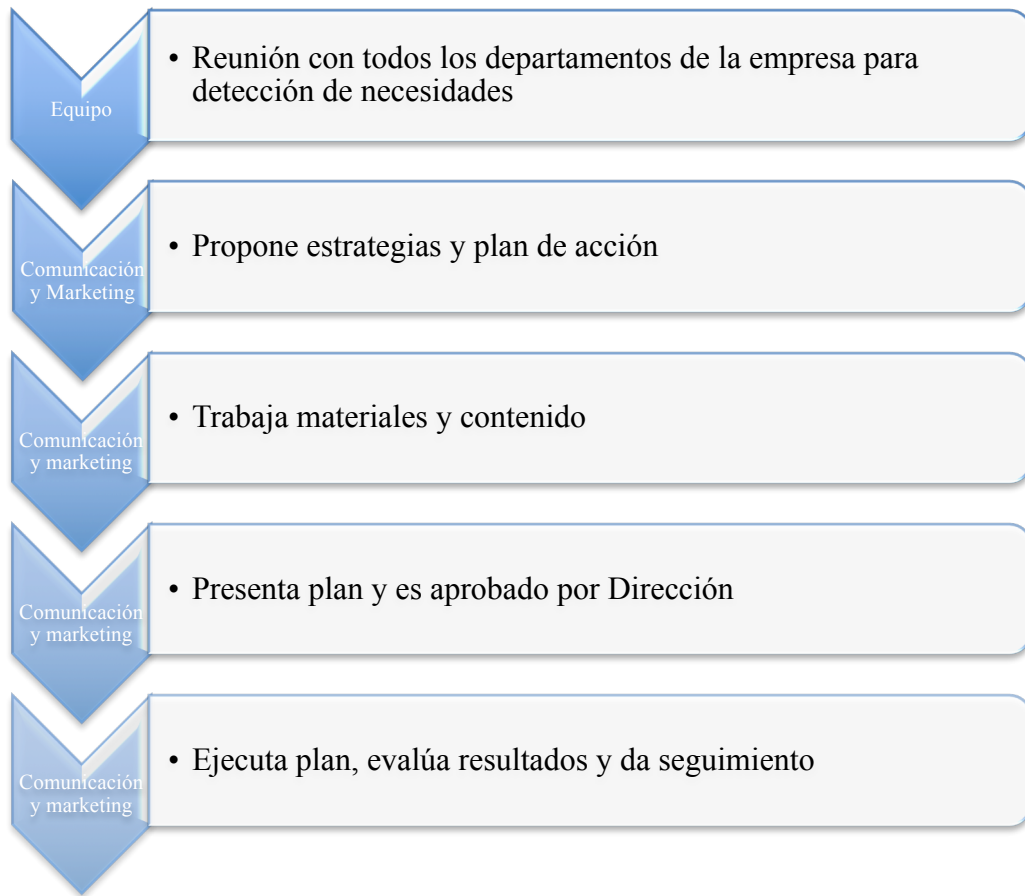 Equipo
• Reunión con todos los departamentos de la empresa para
detección de necesidades
Comunicación
y Marketing
• Propone estrategias y plan de acción
Comunicación
y marketing
• Trabaja materiales y contenido
Comunicación
y marketing
• Presenta plan y es aprobado por Dirección
Comunicación
y marketing
• Ejecuta plan, evalúa resultados y da seguimiento